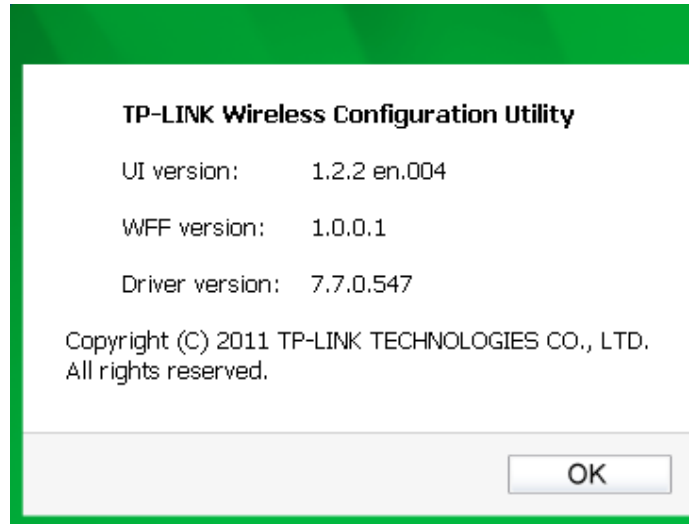 TP-LINK Wireless Configuration Utility
UI version: 1.2.2 en.004
WFF version: 1.0.0.1
Driver version: 7.7.0.547
Copyright (C) 2011 TP-LINK TECHNOLOGIES CO., LTD.
All rights reserved.
OK